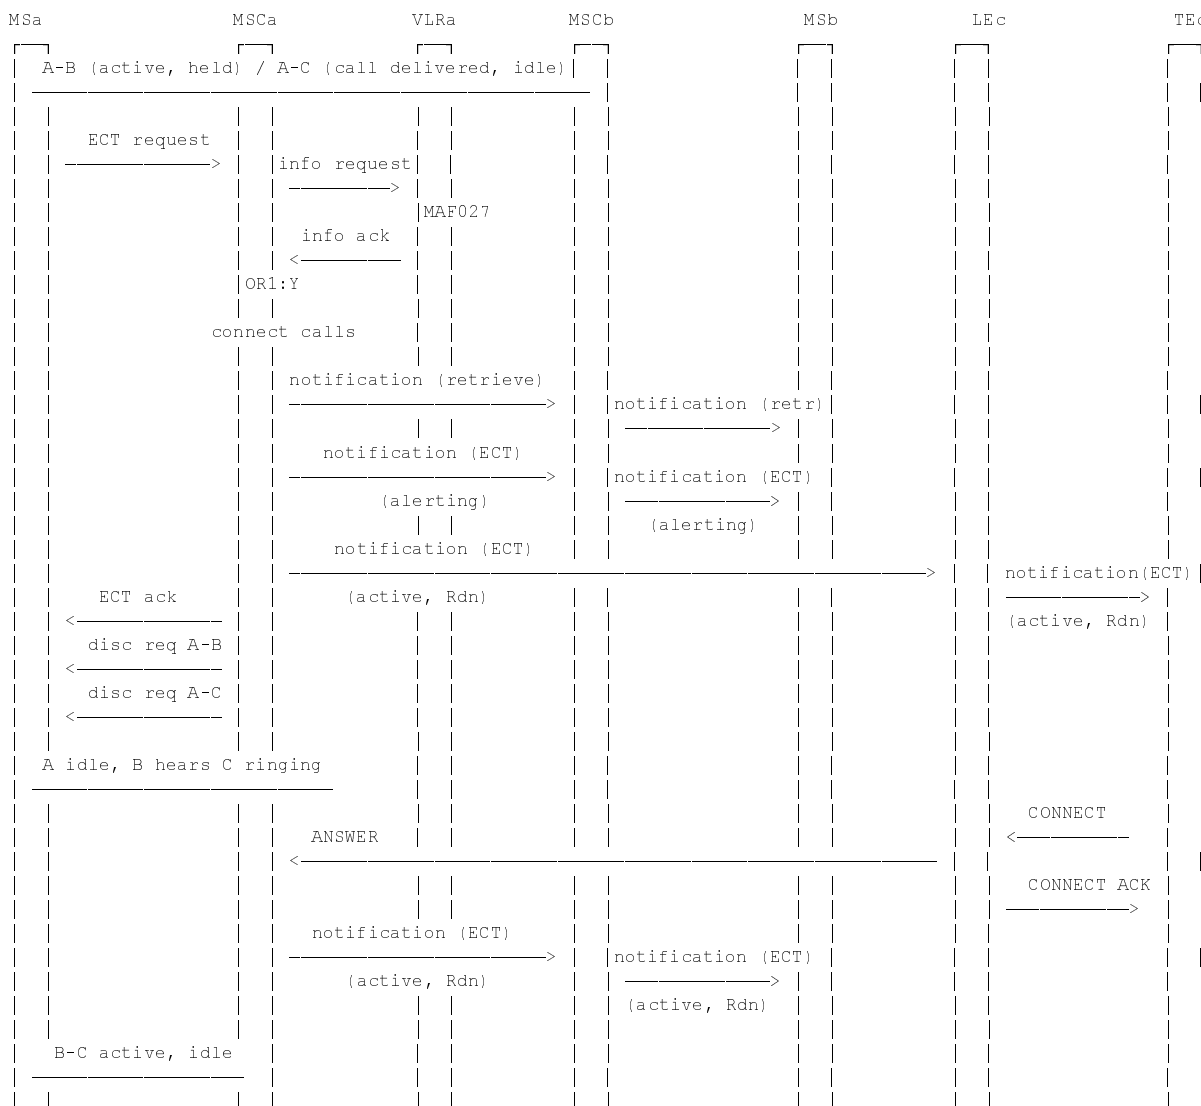 MSa MSCa VLRa MSCb MSb LEc TEc
A-B (active, held) / A-C (call delivered, idle)
ECT request
info request
MAF027
info ack
OR1:Y
connect calls
notification (retrieve)
notification (retr)
notification (ECT)
notification (ECT)
(alerting)
(alerting)
notification (ECT)
notification(ECT)
ECT ack (active, Rdn)
(active, Rdn)
disc req A-B
disc req A-C
A idle, B hears C ringing
CONNECT
ANSWER
CONNECT ACK
notification (ECT)
notification (ECT)
(active, Rdn)
(active, Rdn)
B-C active, idle